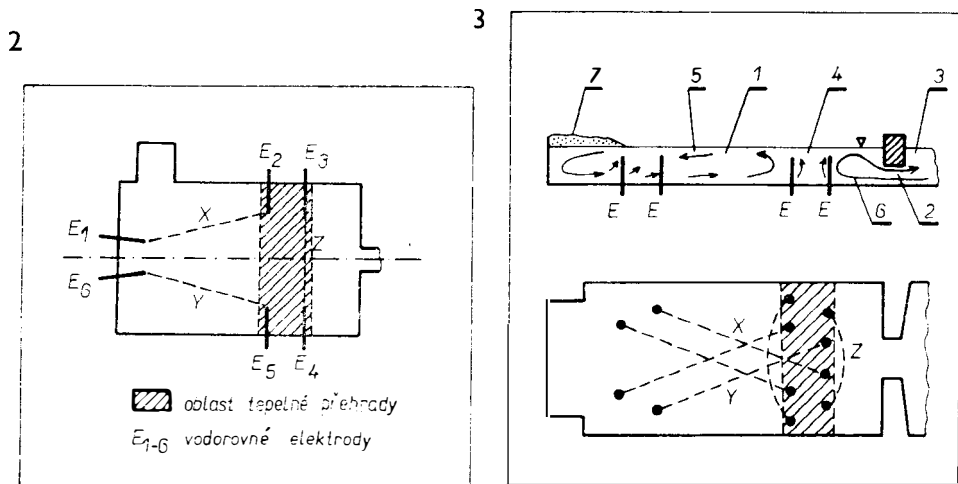 2
E2 E3
X
E1
Z
E6
Y
E5 E4
oblast tepelné přehrady
E1-6 vodorovné elektrody
3
7 5 1 4 3
E E E E 6 2
X
Z
Y